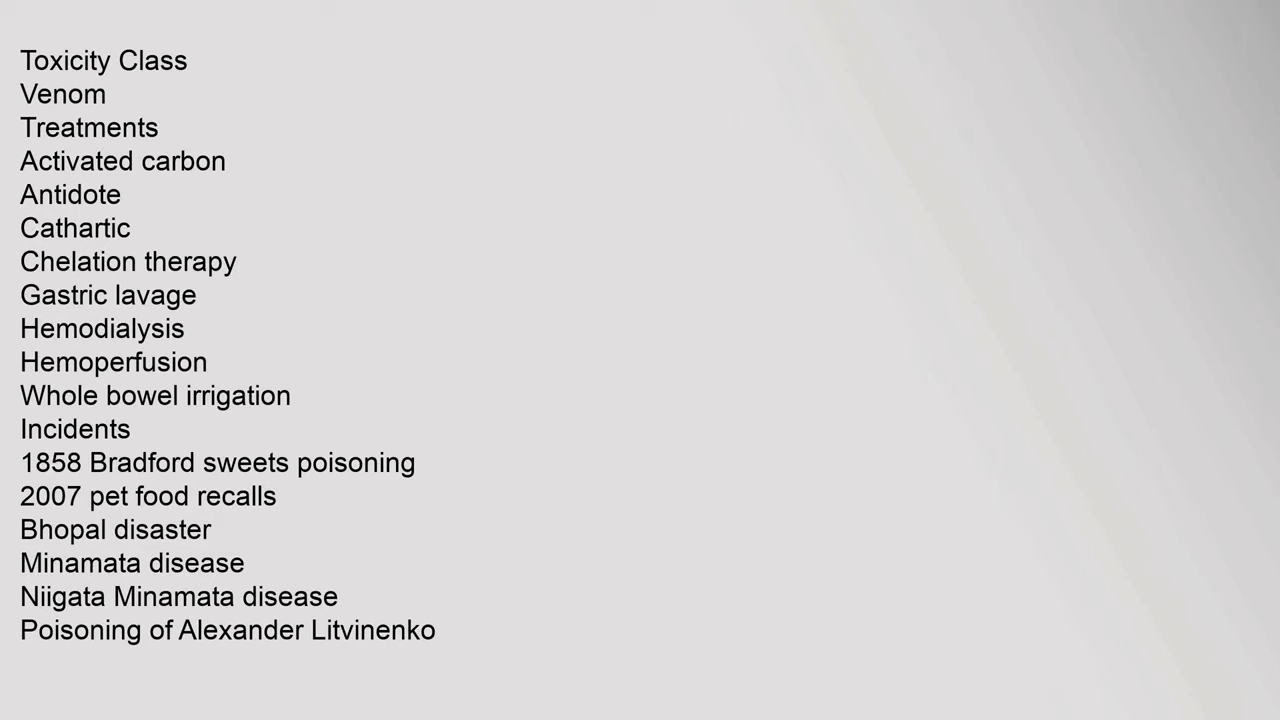 Toxicity Class
Venom
Treatments
Activated carbon
Antidote
Cathartic
Chelation therapy
Gastric lavage
Hemodialysis
Hemoperfusion
Whole bowel irrigation
Incidents
1858 Bradford sweets poisoning
2007 pet food recalls
Bhopal disaster
Minamata disease
Niigata Minamata disease
Poisoning of Alexander Litvinenko